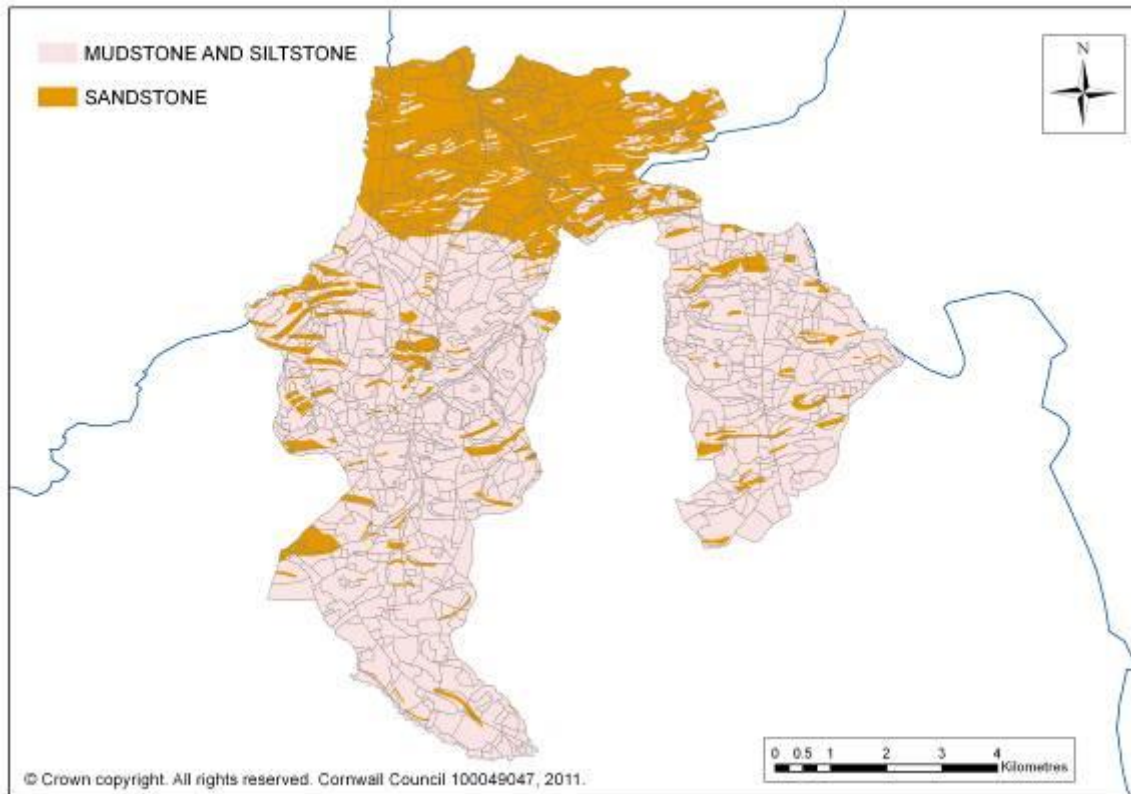 MUDSTONE AND SILTSTONE
SANDSTONE
N
0 0.5 1 2 3 4
Kilometres
© Crown copyright. All rights reserved. Cornwall Council 100049047, 2011.